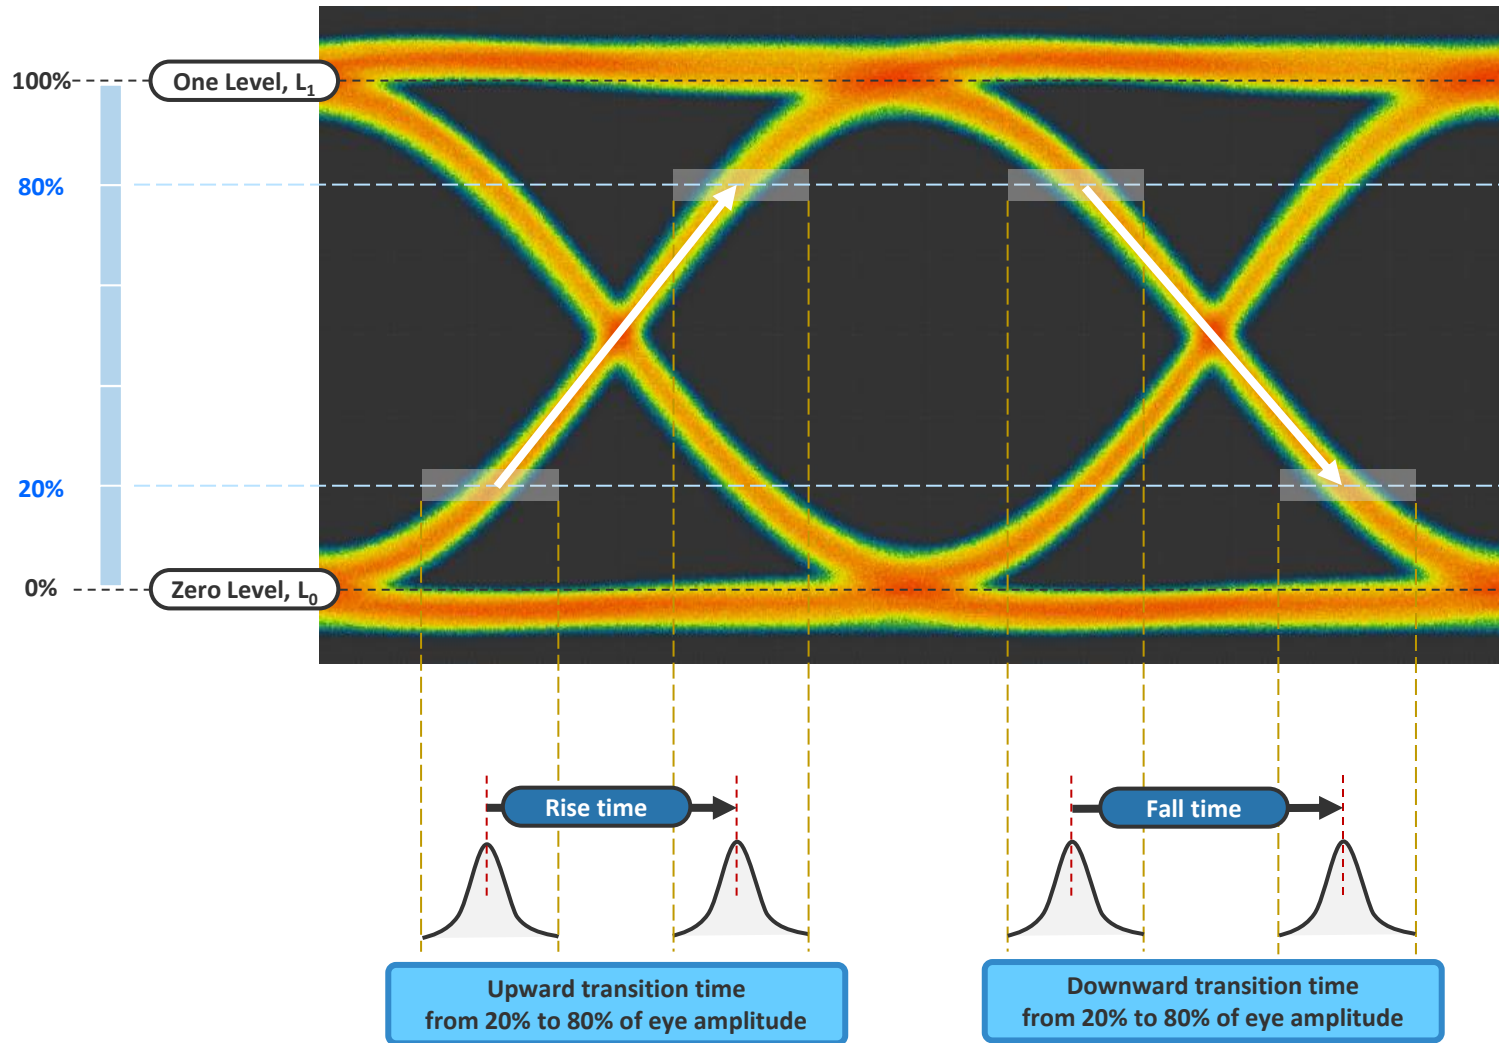 100%
One Level, L1
80%
20%
0%
Zero Level, L0
Rise time
Fall time
Upward transition time
from 20% to 80% of eye amplitude
Downward transition time
from 20% to 80% of eye amplitude